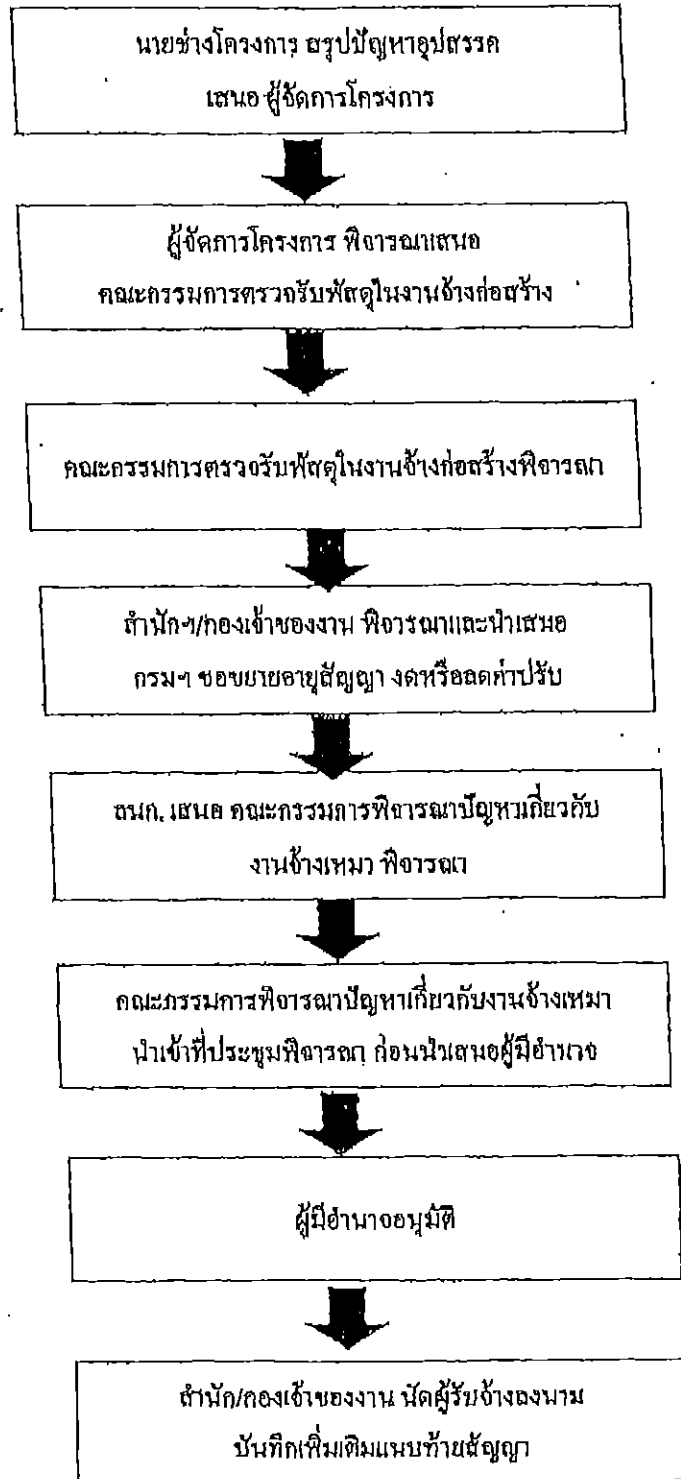 นายช่างโครงการ สรุปปัญหาอุปสรรค
เสนอ ผู้จัดการโครงการ
ผู้จัดการโครงการ พิจารณาเสนอ
คณะกรรมการตรวจรับพัสดุในงานจ้างก่อสร้าง
คณะกรรมการตรวจรับพัสดุในงานจ้างก่อสร้างพิจารณา
สำนักฯ/กองเจ้าของงาน พิจารณาและนำเสนอ
กรมฯ ขอขยายอายุสัญญา งดหรือลดค่าปรับ
สนก. เสนอ คณะกรรมการพิจารณาปัญหาเกี่ยวกับ
งานจ้างเหมา พิจารณา
คณะกรรมการพิจารณาปัญหาเกี่ยวกับงานจ้างเหมา
นำเข้าที่ประชุมพิจารณา ก่อนนำเสนอผู้มีอำนาจ
ผู้มีอำนาจอนุมัติ
สำนัก/กองเจ้าของงาน นัดผู้รับจ้างลงนาม
บันทึกเพิ่มเติมแนบท้ายสัญญา